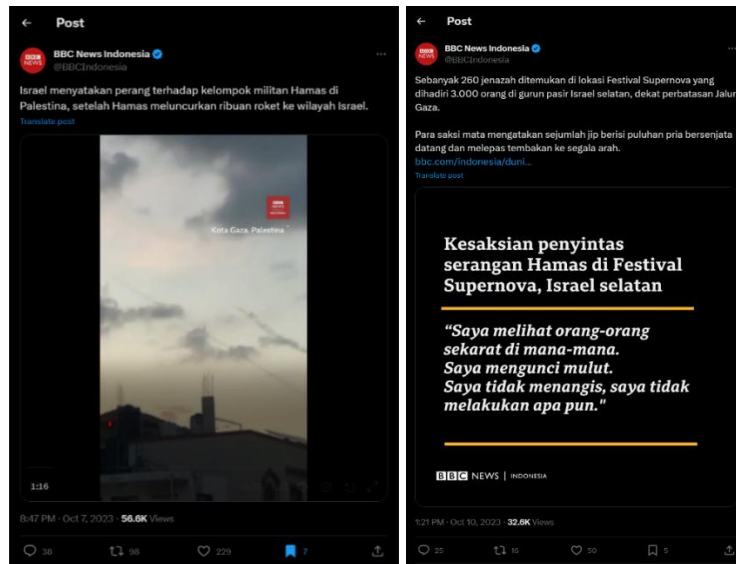 Post
BBC News Indonesia
@BBCIndonesia
Israel menyatakan perang terhadap kelompok militan Hamas di
Palestina, setelah Hamas meluncurkan ribuan roket ke wilayah Israel.
Translate post
BBC
NEWS
Kota Gaza, Palestina
1:16
8:47 PM · Oct 7, 2023 · 56.6K Views
38
98
229
7
Post
BBC News Indonesia
@BBCIndonesia
Sebanyak 260 jenazah ditemukan di lokasi Festival Supernova yang
dihadiri 3.000 orang di gurun pasir Israel selatan, dekat perbatasan Jalur
Gaza.
Para saksi mata mengatakan sejumlah jip berisi puluhan pria bersenjata
datang dan melepas tembakan ke segala arah.
bbc.com/indonesia/duni...
Translate post
Kesaksian penyintas
serangan Hamas di Festival
Supernova, Israel selatan
“Saya melihat orang-orang
sekarat di mana-mana.
Saya mengunci mulut.
Saya tidak menangis, saya tidak
melakukan apa pun."
BBC NEWS | INDONESIA
1:21 PM · Oct 10, 2023 · 32.6K Views
25
16
50
5